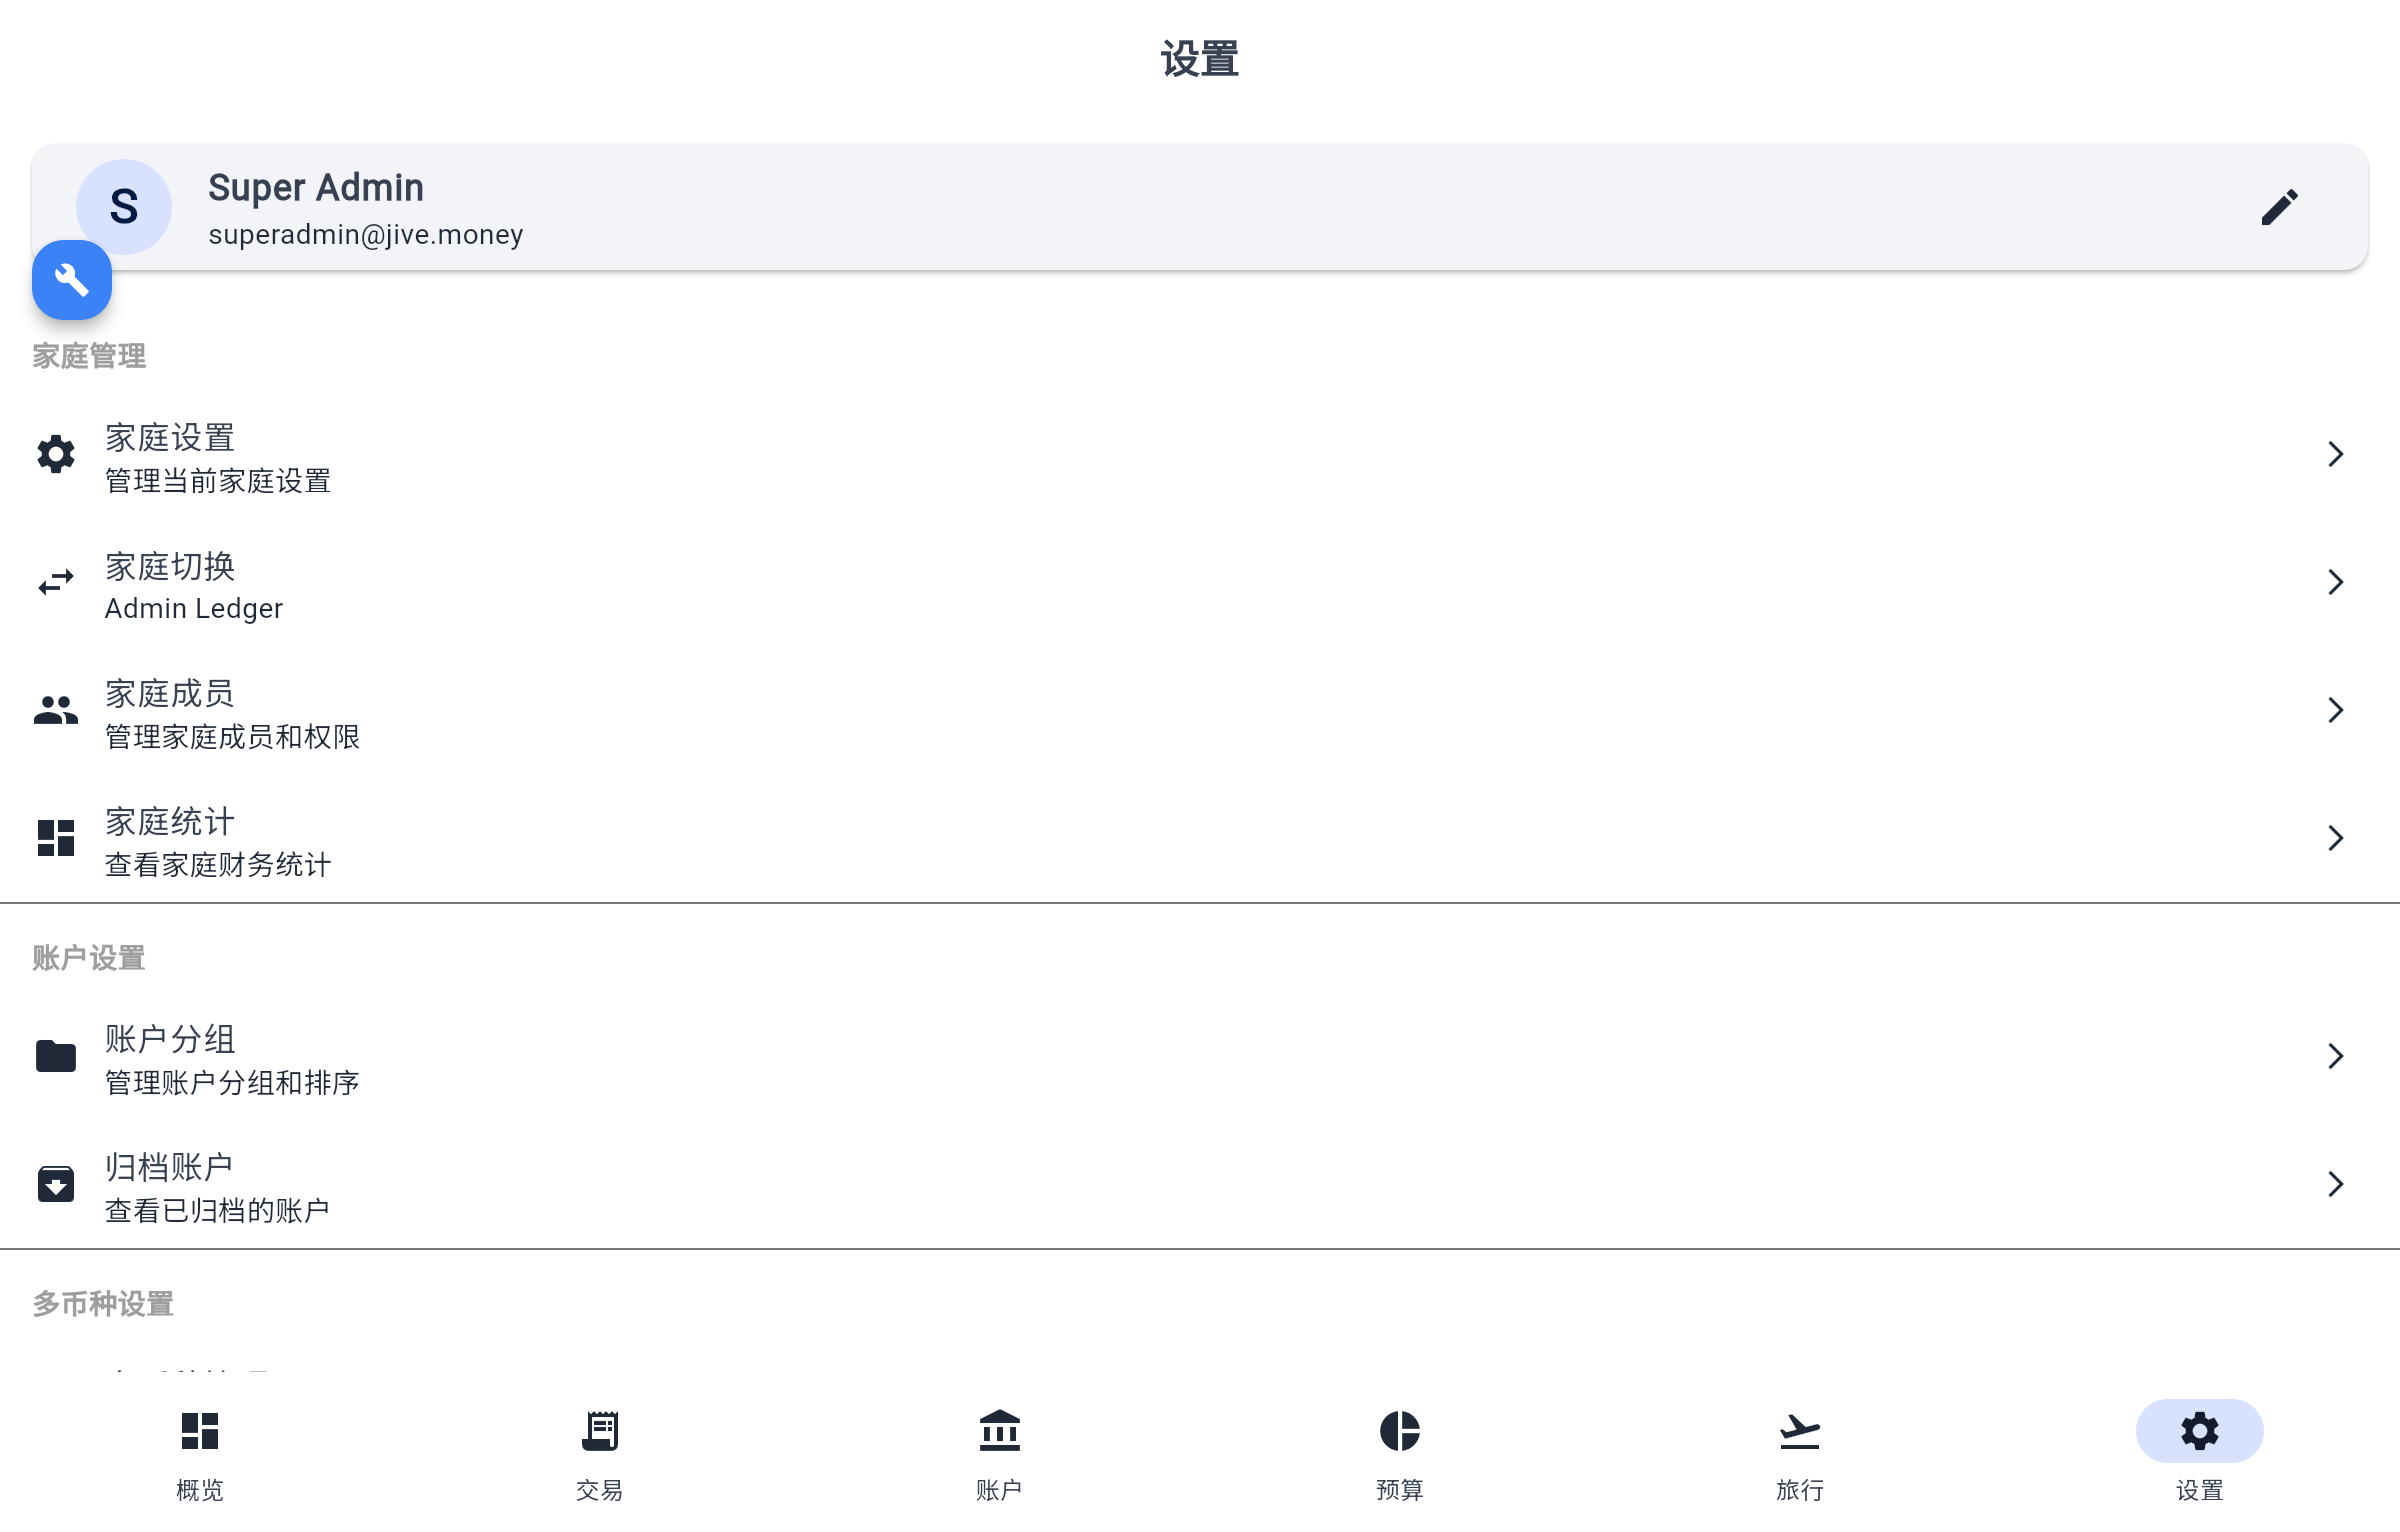 设置
S
Super Admin
superadmin@jive.money
家庭管理
家庭设置
管理当前家庭设置
家庭切换
Admin Ledger
家庭成员
管理家庭成员和权限
家庭统计
查看家庭财务统计
账户设置
账户分组
管理账户分组和排序
归档账户
查看已归档的账户
多币种设置
概览
交易
账户
预算
旅行
设置